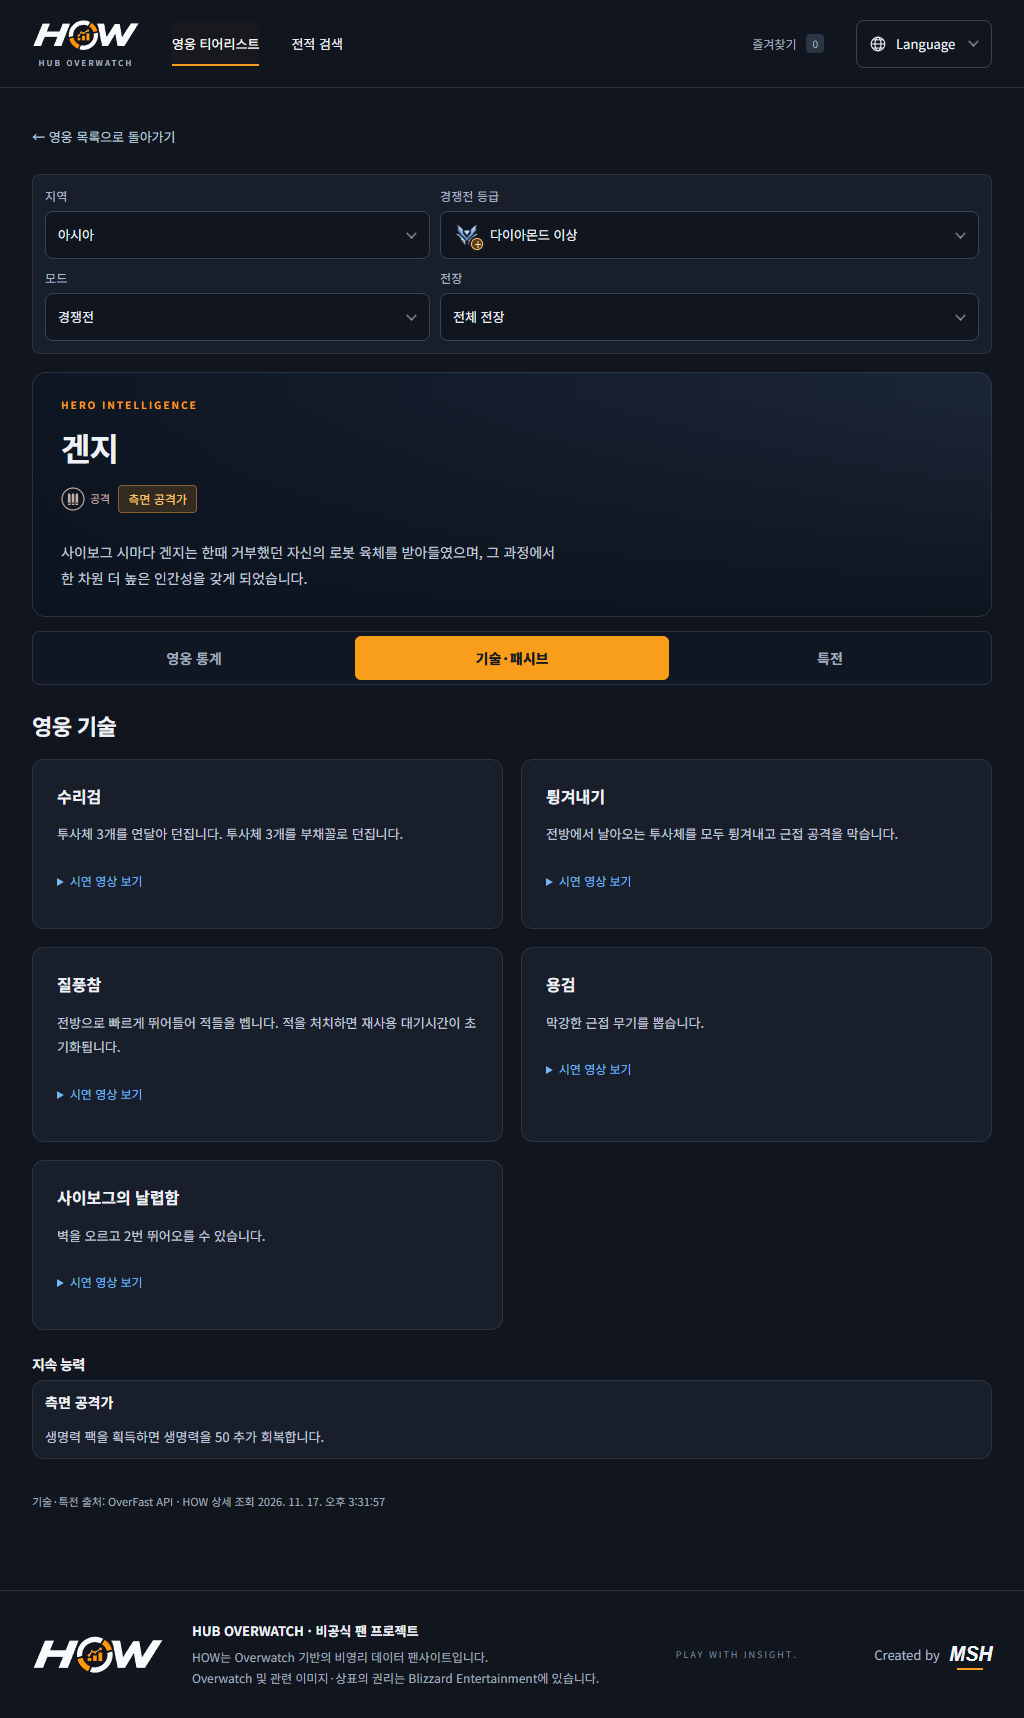 HOW
HUB OVERWATCH
영웅 티어리스트
전적 검색
즐겨찾기 0
Language
← 영웅 목록으로 돌아가기
지역
아시아
경쟁전 등급
다이아몬드 이상
모드
경쟁전
전장
전체 전장
HERO INTELLIGENCE
겐지
공격
측면 공격가
사이보그 시마다 겐지는 한때 거부했던 자신의 로봇 육체를 받아들였으며, 그 과정에서
한 차원 더 높은 인간성을 갖게 되었습니다.
영웅 통계
기술·패시브
특전
영웅 기술
수리검
투사체 3개를 연달아 던집니다. 투사체 3개를 부채꼴로 던집니다.
▶ 시연 영상 보기
튕겨내기
전방에서 날아오는 투사체를 모두 튕겨내고 근접 공격을 막습니다.
▶ 시연 영상 보기
질풍참
전방으로 빠르게 뛰어들어 적들을 벱니다. 적을 처치하면 재사용 대기시간이 초
기화됩니다.
▶ 시연 영상 보기
용검
막강한 근접 무기를 뽑습니다.
▶ 시연 영상 보기
사이보그의 날렵함
벽을 오르고 2번 뛰어오를 수 있습니다.
▶ 시연 영상 보기
지속 능력
측면 공격가
생명력 팩을 획득하면 생명력을 50 추가 회복합니다.
기술·특전 출처: OverFast API · HOW 상세 조회 2026. 11. 17. 오후 3:31:57
HOW
HUB OVERWATCH · 비공식 팬 프로젝트
HOW는 Overwatch 기반의 비영리 데이터 팬사이트입니다.
Overwatch 및 관련 이미지·상표의 권리는 Blizzard Entertainment에 있습니다.
PLAY WITH INSIGHT.
Created by MSH